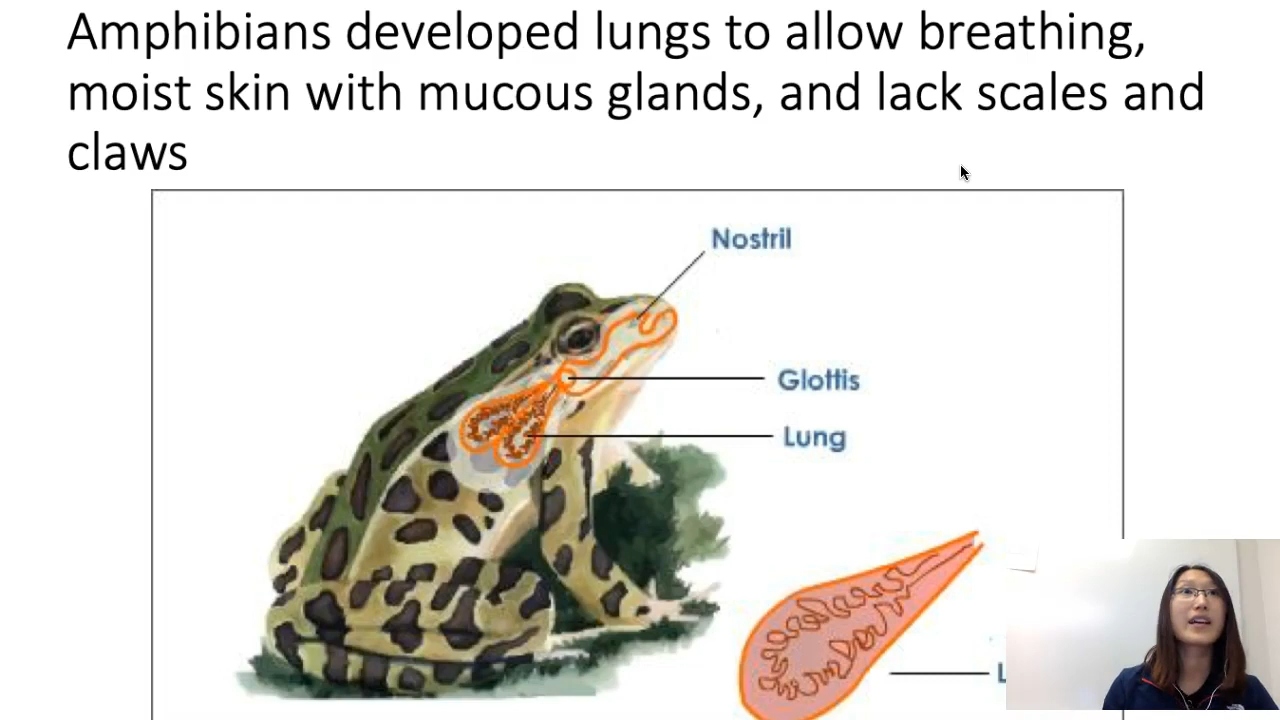 Amphibians developed lungs to allow breathing,
moist skin with mucous glands, and lack scales and
claws
Nostril
Glottis
Lung